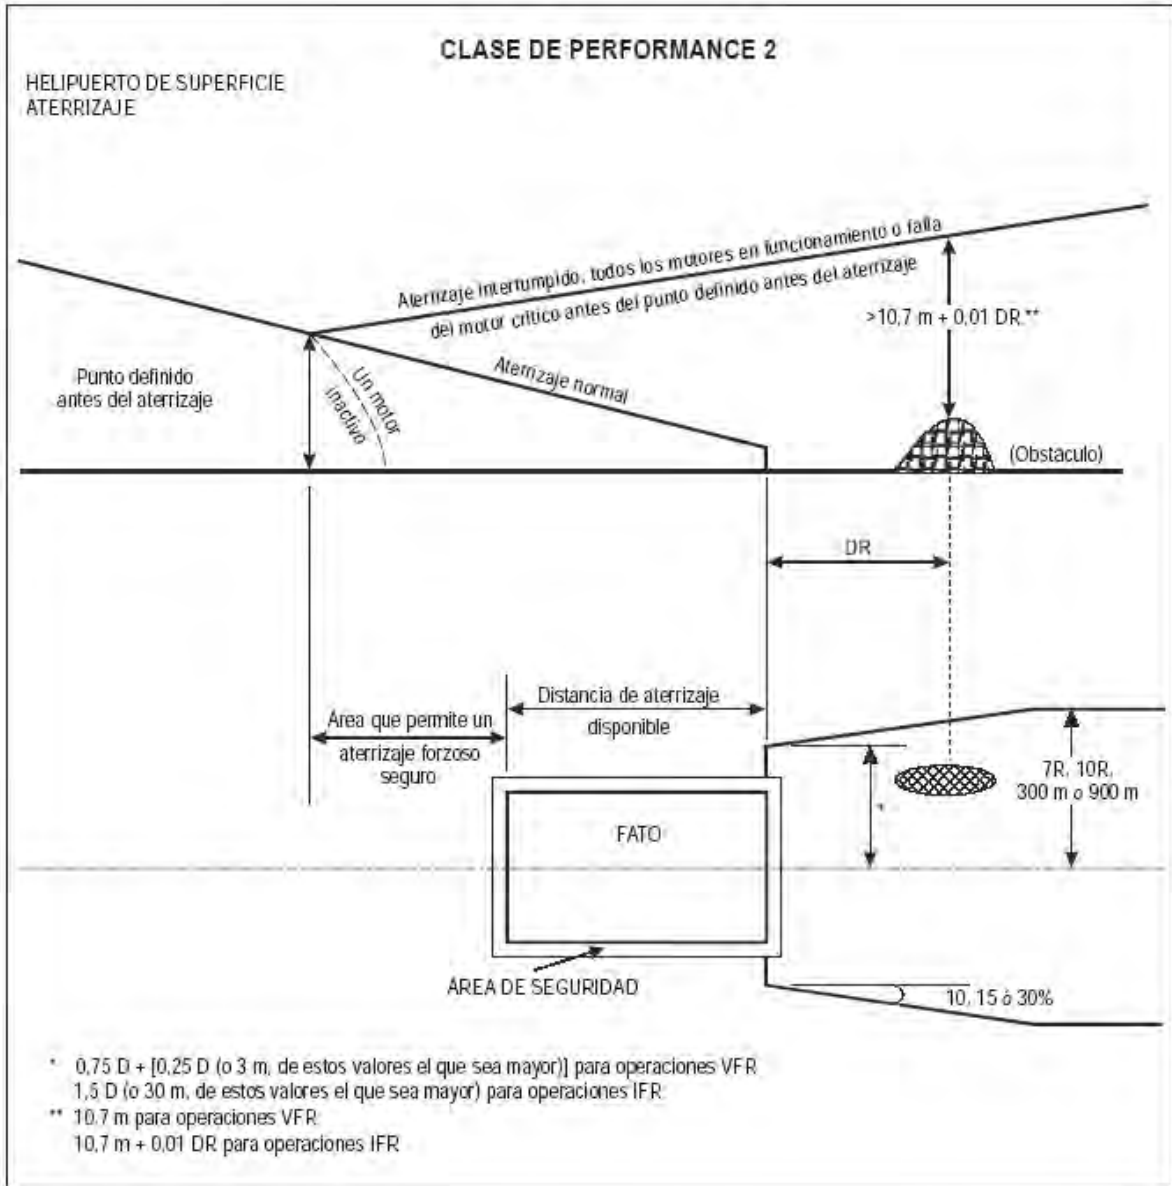 CLASE DE PERFORMANCE 2
HELIPUERTO DE SUPERFICIE
ATERRIZAJE
Aterrizaje interrumpido, todos los motores en funcionamiento o falla
del motor crítico antes del punto definido antes del aterrizaje
>10,7 m + 0,01 DR.**
Punto definido
antes del aterrizaje
Un motor
inactivo
Aterrizaje normal
(Obstáculo)
DR
Distancia de aterrizaje
disponible
Área que permite un
aterrizaje forzoso
seguro
7R, 10R,
300 m o 900 m
*
FATO
ÁREA DE SEGURIDAD
10, 15 ó 30%
* 0,75 D + [0,25 D (o 3 m, de estos valores el que sea mayor)] para operaciones VFR
1,5 D (o 30 m, de estos valores el que sea mayor) para operaciones IFR
** 10,7 m para operaciones VFR
10,7 m + 0,01 DR para operaciones IFR